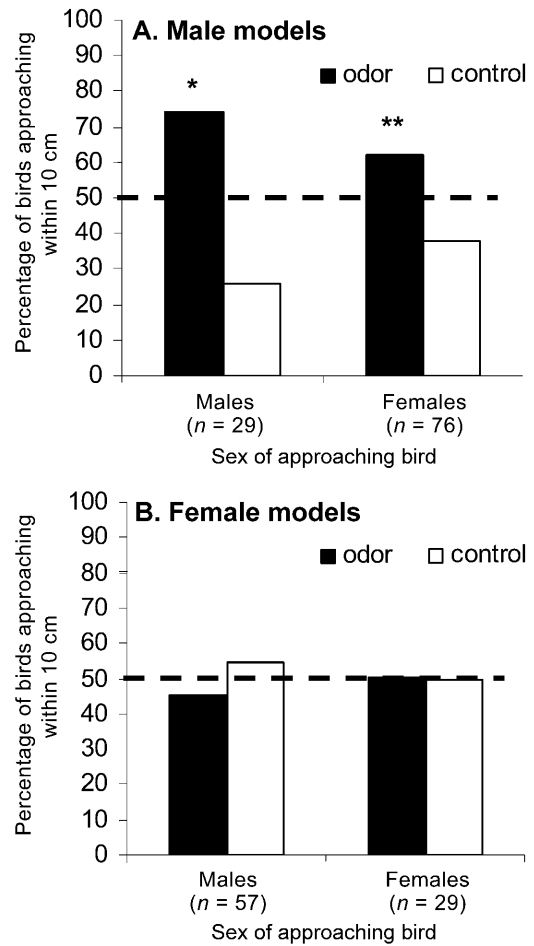 A. Male models
odor control
*
**
100
90
80
70
60
50
40
30
20
10
0
Percentage of birds approaching
within 10 cm
Males Females
(n = 29) (n = 76)
Sex of approaching bird
B. Female models
odor control
100
90
80
70
60
50
40
30
20
10
0
Percentage of birds approaching
within 10 cm
Males Females
(n = 57) (n = 29)
Sex of approaching bird